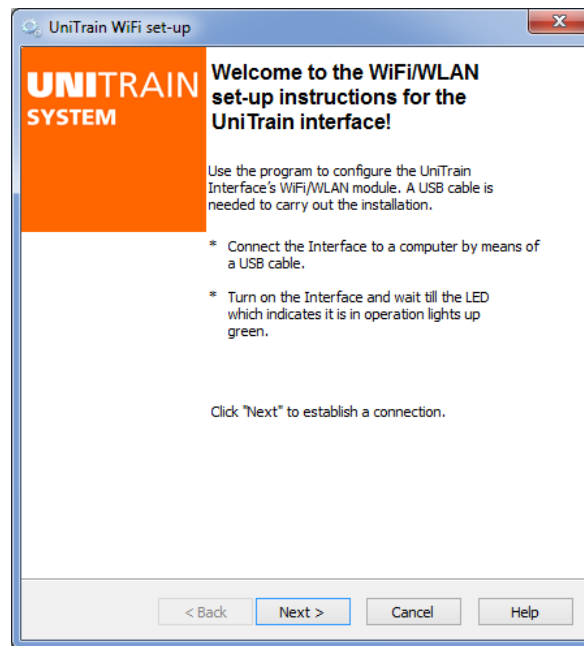 UniTrain WiFi set-up
UNITRAIN
SYSTEM
Welcome to the WiFi/WLAN
set-up instructions for the
UniTrain interface!
Use the program to configure the UniTrain
Interface's WiFi/WLAN module. A USB cable is
needed to carry out the installation.
* Connect the Interface to a computer by means of
a USB cable.
* Turn on the Interface and wait till the LED
which indicates it is in operation lights up
green.
Click "Next" to establish a connection.
< Back Next > Cancel Help